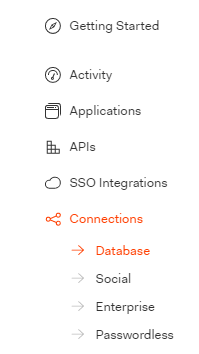 Getting Started
Activity
Applications
APIs
SSO Integrations
Connections
Database
Social
Enterprise
Passwordless